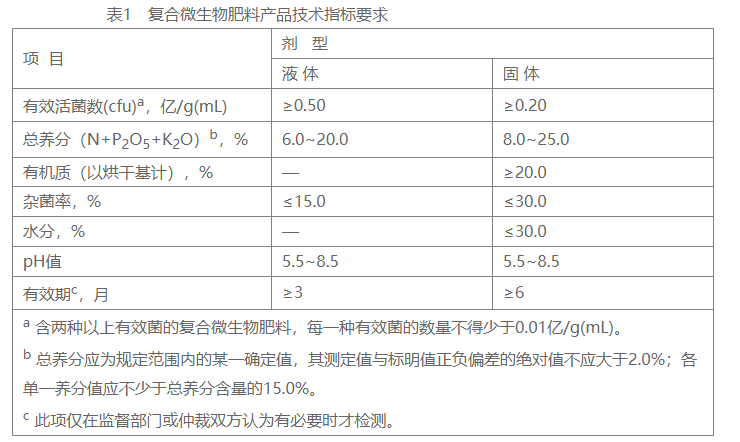 表1 复合微生物肥料产品技术指标要求
项 目
剂 型
液 体
固 体
有效活菌数(cfu)a，亿/g(mL) ≥0.50 ≥0.20
总养分（N+P2O5+K2O）b，% 6.0~20.0 8.0~25.0
有机质（以烘干基计），% — ≥20.0
杂菌率，% ≤15.0 ≤30.0
水分，% — ≤30.0
pH值 5.5~8.5 5.5~8.5
有效期c，月 ≥3 ≥6
a 含两种以上有效菌的复合微生物肥料，每一种有效菌的数量不得少于0.01亿/g(mL)。
b 总养分应为规定范围内的某一确定值，其测定值与标明值正负偏差的绝对值不应大于2.0%；各
单一养分值应不少于总养分含量的15.0%。
c 此项仅在监督部门或仲裁双方认为有必要时才检测。